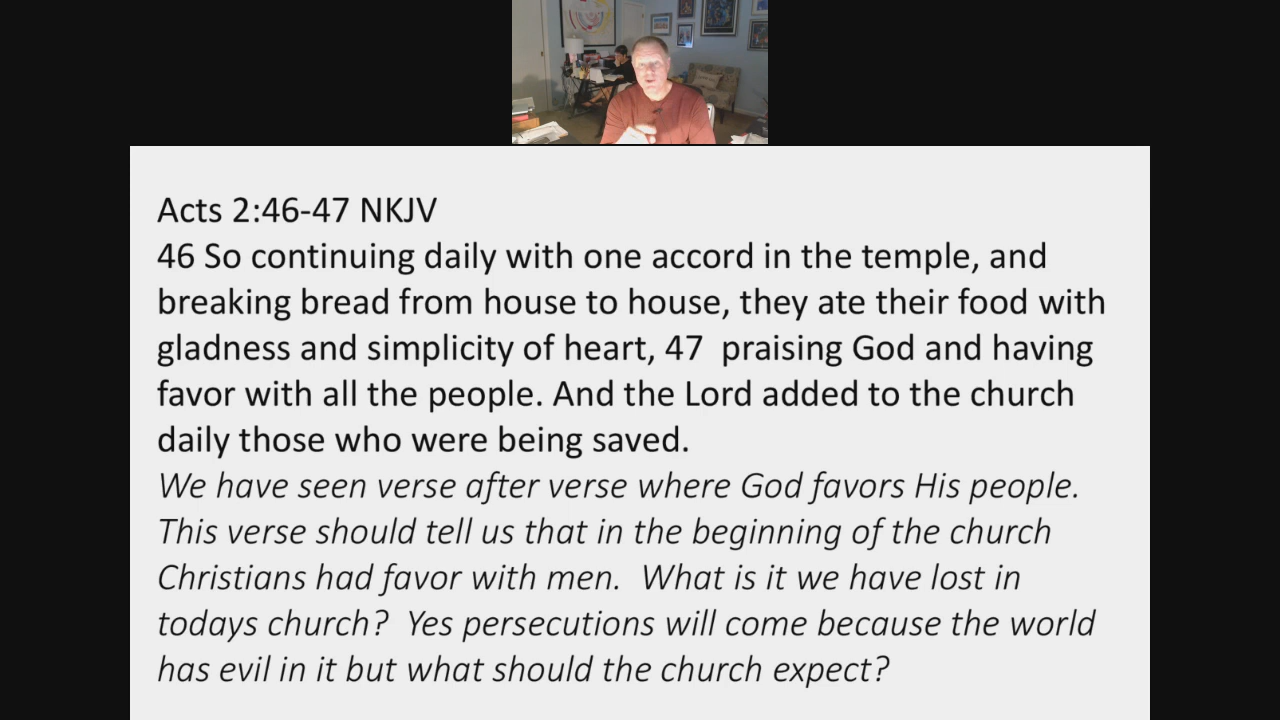 Acts 2:46-47 NKJV
46 So continuing daily with one accord in the temple, and
breaking bread from house to house, they ate their food with
gladness and simplicity of heart, 47  praising God and having
favor with all the people. And the Lord added to the church
daily those who were being saved.
We have seen verse after verse where God favors His people.
This verse should tell us that in the beginning of the church
Christians had favor with men.  What is it we have lost in
todays church?  Yes persecutions will come because the world
has evil in it but what should the church expect?